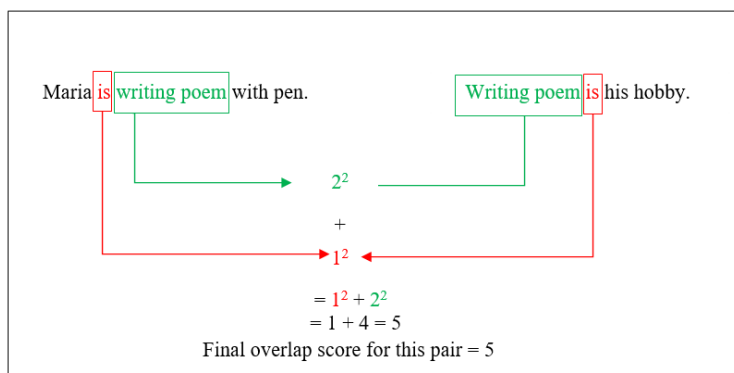 Maria is writing poem with pen. Writing poem is his hobby.
2²
+
1²
= 1² + 2²
= 1 + 4 = 5
Final overlap score for this pair = 5